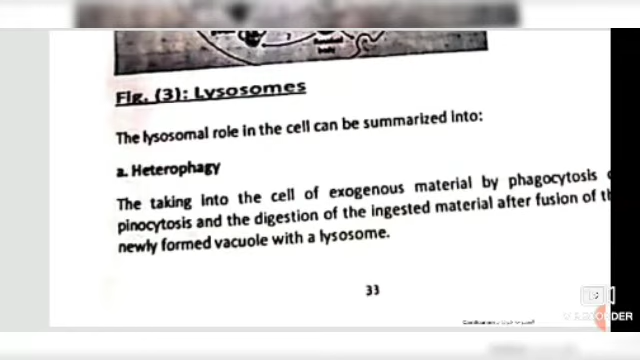 Fig. (3): Lysosomes
The lysosomal role in the cell can be summarized into:
a. Heterophagy
The taking into the cell of exogenous material by phagocytosis
pinocytosis and the digestion of the ingested material after fusion of th
newly formed vacuole with a lysosome.
33